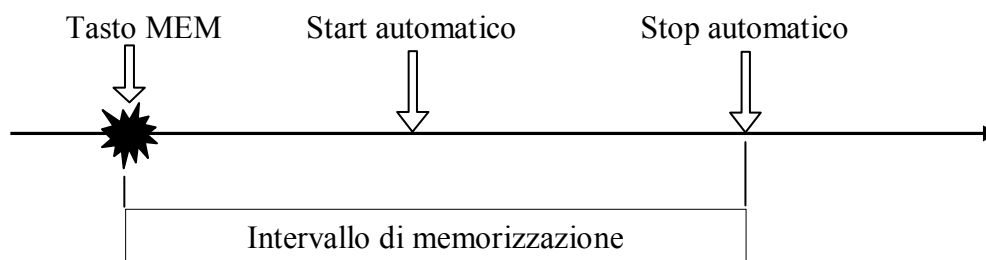 Tasto MEM Start automatico Stop automatico
Intervallo di memorizzazione